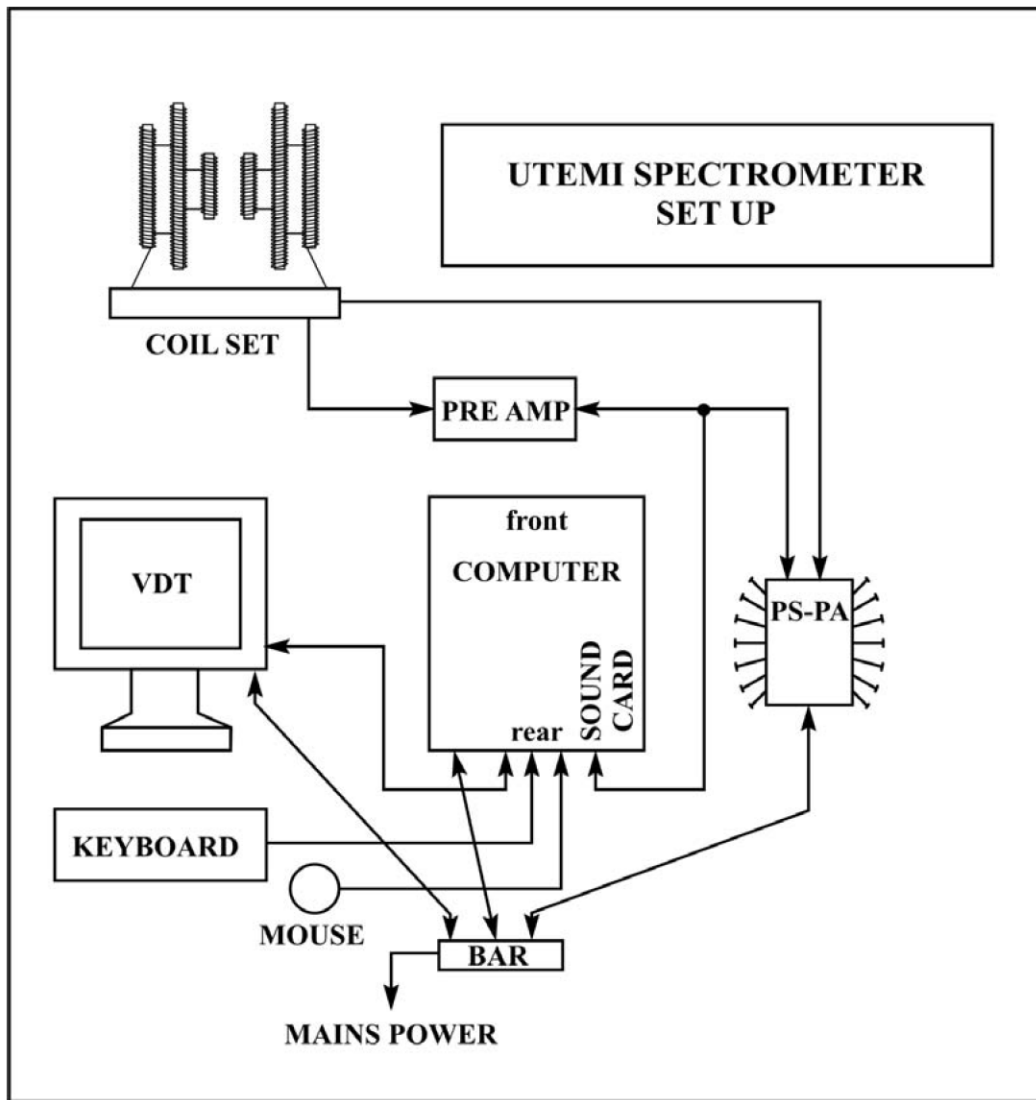 UTEMI SPECTROMETER
SET UP
COIL SET
PRE AMP
front
COMPUTER
VDT
PS-PA
SOUND
CARD
rear
KEYBOARD
MOUSE
BAR
MAINS POWER